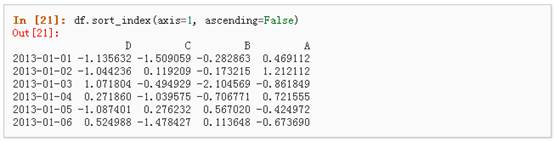 In [21]: df.sort_index(axis=1, ascending=False)
Out[21]:
D C B A
2013-01-01 -1.135632 -1.509059 -0.282863 0.469112
2013-01-02 -1.044236 0.119209 -0.173215 1.212112
2013-01-03 1.071804 -0.494929 -2.104569 -0.861849
2013-01-04 0.271860 -1.039575 -0.706771 0.721555
2013-01-05 -1.087401 0.276232 0.567020 -0.424972
2013-01-06 0.524988 -1.478427 0.113648 -0.673690